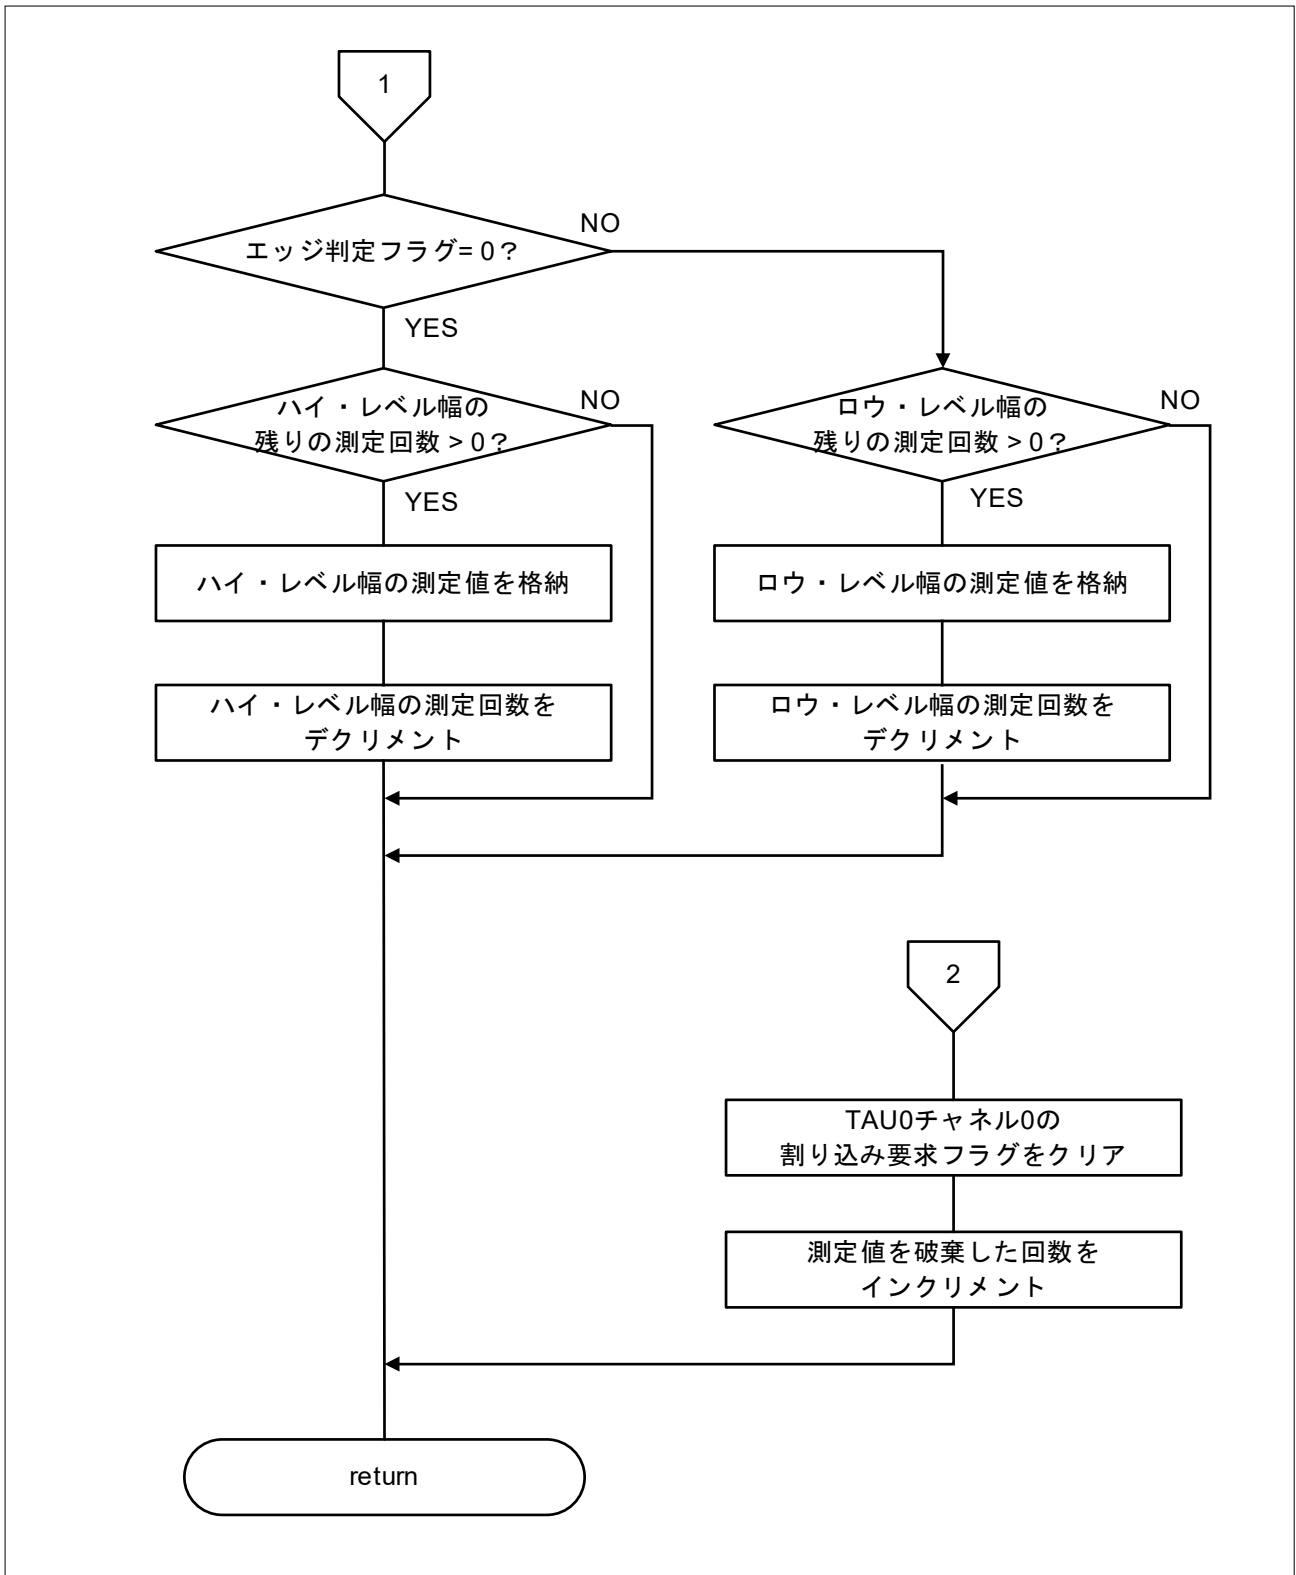 1
エッジ判定フラグ= 0？
NO
YES
ハイ・レベル幅の
残りの測定回数 > 0？
NO
YES
ハイ・レベル幅の測定値を格納
ハイ・レベル幅の測定回数を
デクリメント
ロウ・レベル幅の
残りの測定回数 > 0？
NO
YES
ロウ・レベル幅の測定値を格納
ロウ・レベル幅の測定回数を
デクリメント
2
TAU0チャネル0の
割り込み要求フラグをクリア
測定値を破棄した回数を
インクリメント
return